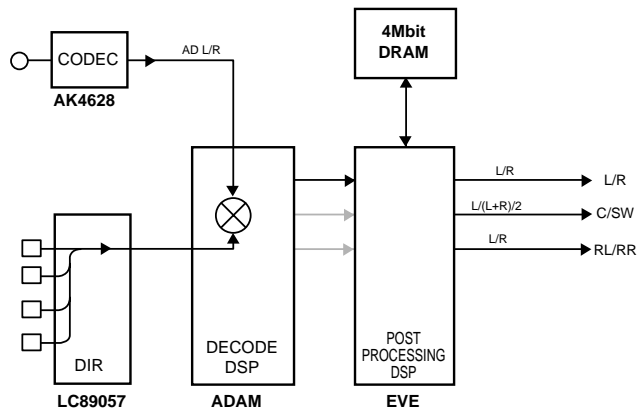 4Mbit
DRAM
CODEC
AD L/R
AK4628
L/R
L/R
L/(L+R)/2
C/SW
L/R
RL/RR
DIR
DECODE
DSP
POST
PROCESSING
DSP
LC89057
ADAM
EVE